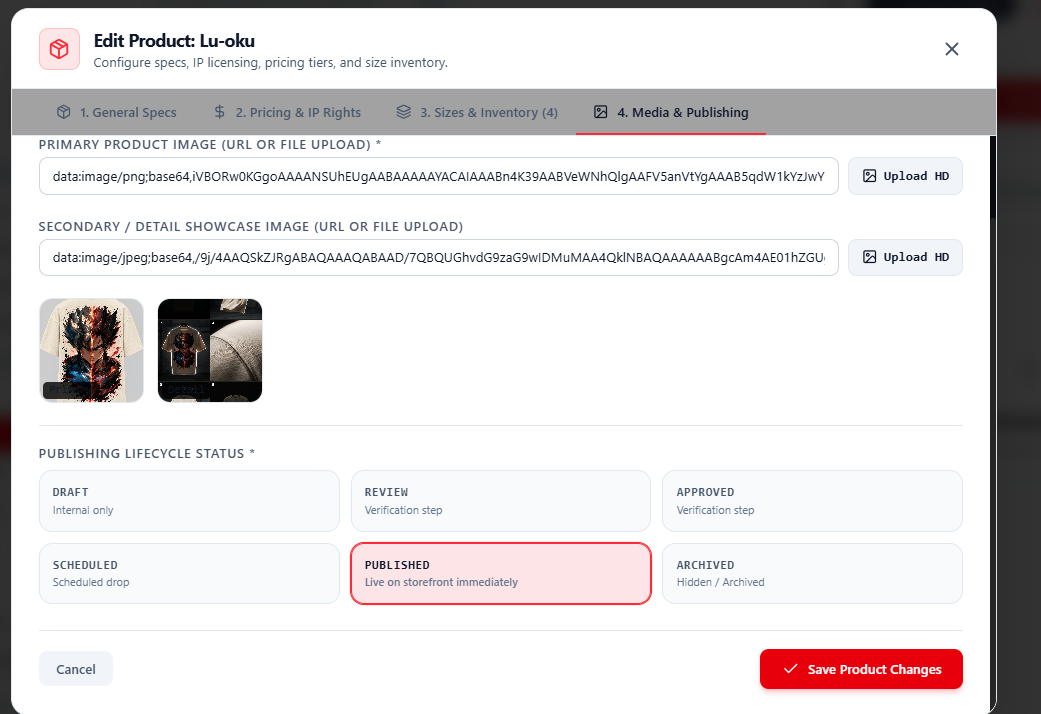 Edit Product: Lu-oku
Configure specs, IP licensing, pricing tiers, and size inventory.
1. General Specs
2. Pricing & IP Rights
3. Sizes & Inventory (4)
4. Media & Publishing
PRIMARY PRODUCT IMAGE (URL OR FILE UPLOAD) *
data:image/png;base64,iVBORw0KGgoAAAANSUhEUgAABAAAAAYACAIAAABn4K39AABVeWNhQlgAAFV5anVtYgAAAB5qdW1kYzJwY
Upload HD
SECONDARY / DETAIL SHOWCASE IMAGE (URL OR FILE UPLOAD)
data:image/jpeg;base64,/9j/4AAQSkZJRgABAQAAAQABAAD/7QBQUGhvdG9zaG9wIDMuMAA4QklNBAQAAAAAABgcAm4AE01hZGU
Upload HD
Detail
PUBLISHING LIFECYCLE STATUS *
DRAFT
Internal only
REVIEW
Verification step
APPROVED
Verification step
SCHEDULED
Scheduled drop
PUBLISHED
Live on storefront immediately
ARCHIVED
Hidden / Archived
Cancel
Save Product Changes